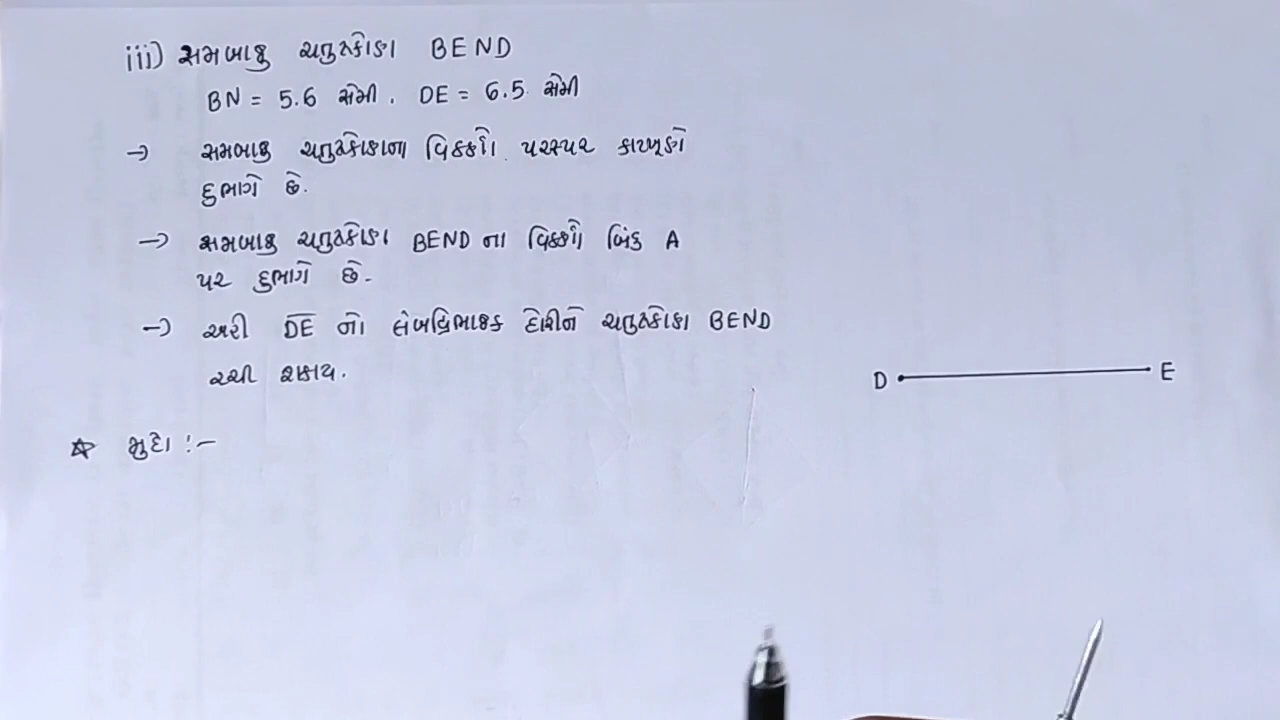 iii) સમબાજુ ચતુષ્કોણ BEND
BN = 5.6 સેમી. DE = 6.5 સેમી
→ સમબાજુ ચતુષ્કોણના વિકર્ણો પરસ્પર કાટખૂણે
દુભાગે છે.
→ સમબાજુ ચતુષ્કોણ BEND ના વિકર્ણો બિંદુ A
પર દુભાગે છે.
→ અહી DE નો લંબદ્વિભાજક દોરીને ચતુષ્કોણ BEND
રચી શકાય.
D E
☆ મુદા :-